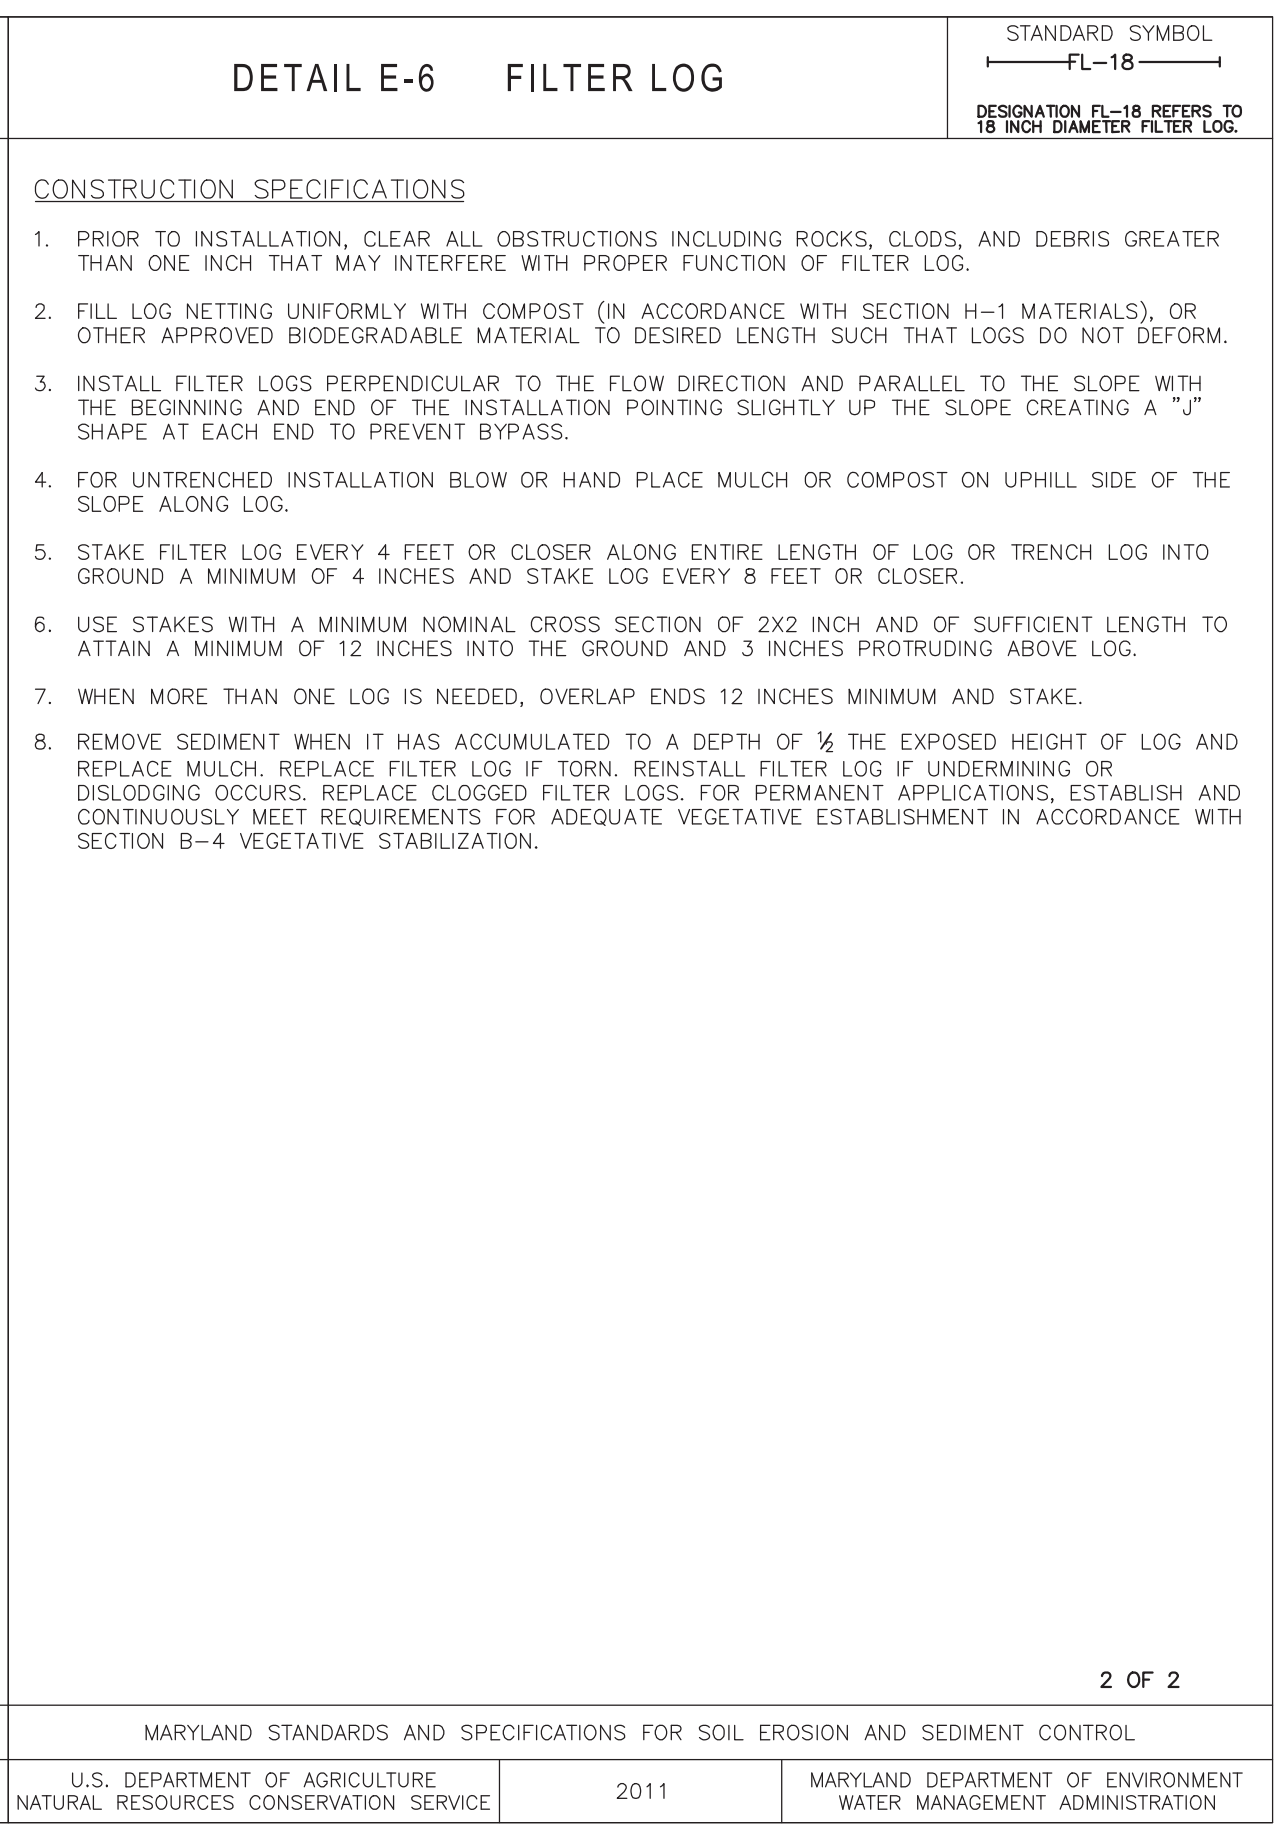 DETAIL E-6 FILTER LOG
STANDARD SYMBOL
FL-18
DESIGNATION FL-18 REFERS TO
18 INCH DIAMETER FILTER LOG.
CONSTRUCTION SPECIFICATIONS
1. PRIOR TO INSTALLATION, CLEAR ALL OBSTRUCTIONS INCLUDING ROCKS, CLODS, AND DEBRIS GREATER
THAN ONE INCH THAT MAY INTERFERE WITH PROPER FUNCTION OF FILTER LOG.
2. FILL LOG NETTING UNIFORMLY WITH COMPOST (IN ACCORDANCE WITH SECTION H-1 MATERIALS), OR
OTHER APPROVED BIODEGRADABLE MATERIAL TO DESIRED LENGTH SUCH THAT LOGS DO NOT DEFORM.
3. INSTALL FILTER LOGS PERPENDICULAR TO THE FLOW DIRECTION AND PARALLEL TO THE SLOPE WITH
THE BEGINNING AND END OF THE INSTALLATION POINTING SLIGHTLY UP THE SLOPE CREATING A "J"
SHAPE AT EACH END TO PREVENT BYPASS.
4. FOR UNTRENCHED INSTALLATION BLOW OR HAND PLACE MULCH OR COMPOST ON UPHILL SIDE OF THE
SLOPE ALONG LOG.
5. STAKE FILTER LOG EVERY 4 FEET OR CLOSER ALONG ENTIRE LENGTH OF LOG OR TRENCH LOG INTO
GROUND A MINIMUM OF 4 INCHES AND STAKE LOG EVERY 8 FEET OR CLOSER.
6. USE STAKES WITH A MINIMUM NOMINAL CROSS SECTION OF 2X2 INCH AND OF SUFFICIENT LENGTH TO
ATTAIN A MINIMUM OF 12 INCHES INTO THE GROUND AND 3 INCHES PROTRUDING ABOVE LOG.
7. WHEN MORE THAN ONE LOG IS NEEDED, OVERLAP ENDS 12 INCHES MINIMUM AND STAKE.
8. REMOVE SEDIMENT WHEN IT HAS ACCUMULATED TO A DEPTH OF ½ THE EXPOSED HEIGHT OF LOG AND
REPLACE MULCH. REPLACE FILTER LOG IF TORN. REINSTALL FILTER LOG IF UNDERMINING OR
DISLODGING OCCURS. REPLACE CLOGGED FILTER LOGS. FOR PERMANENT APPLICATIONS, ESTABLISH AND
CONTINUOUSLY MEET REQUIREMENTS FOR ADEQUATE VEGETATIVE ESTABLISHMENT IN ACCORDANCE WITH
SECTION B-4 VEGETATIVE STABILIZATION.
2 OF 2
MARYLAND STANDARDS AND SPECIFICATIONS FOR SOIL EROSION AND SEDIMENT CONTROL
U.S. DEPARTMENT OF AGRICULTURE
NATURAL RESOURCES CONSERVATION SERVICE
2011
MARYLAND DEPARTMENT OF ENVIRONMENT
WATER MANAGEMENT ADMINISTRATION